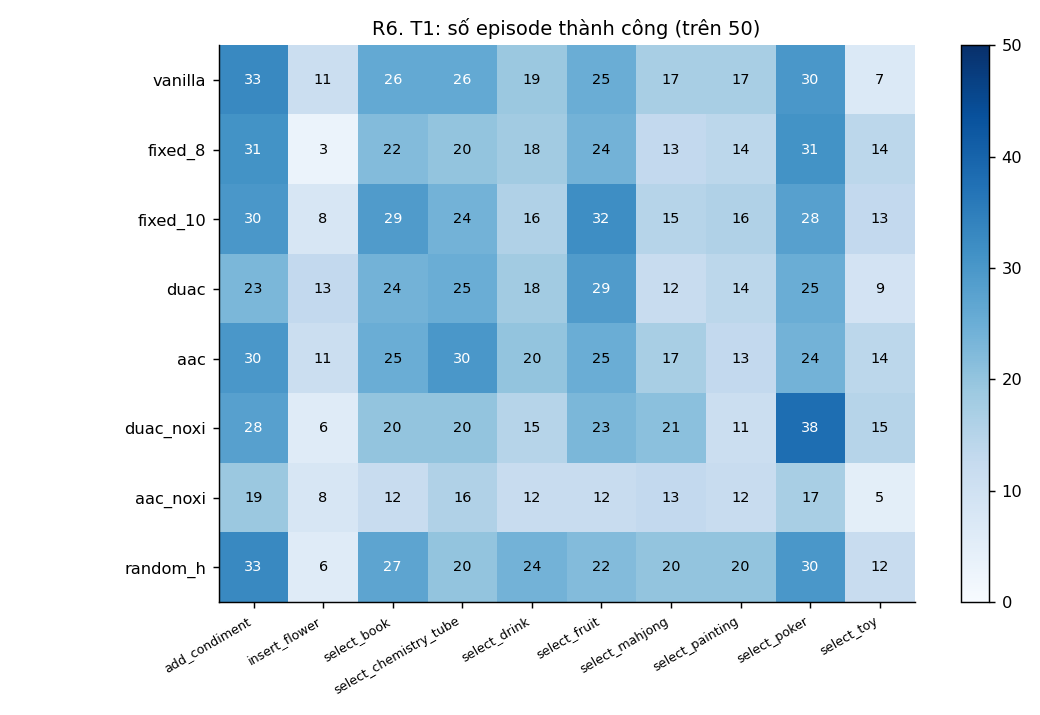 R6. T1: số episode thành công (trên 50)
vanilla 33 11 26 26 19 25 17 17 30 7
fixed_8 31 3 22 20 18 24 13 14 31 14
fixed_10 30 8 29 24 16 32 15 16 28 13
duac 23 13 24 25 18 29 12 14 25 9
aac 30 11 25 30 20 25 17 13 24 14
duac_noxi 28 6 20 20 15 23 21 11 38 15
aac_noxi 19 8 12 16 12 12 13 12 17 5
random_h 33 6 27 20 24 22 20 20 30 12
add_condiment insert_flower select_book select_chemistry_tube select_drink select_fruit select_mahjong select_painting select_poker select_toy
50
40
30
20
10
0